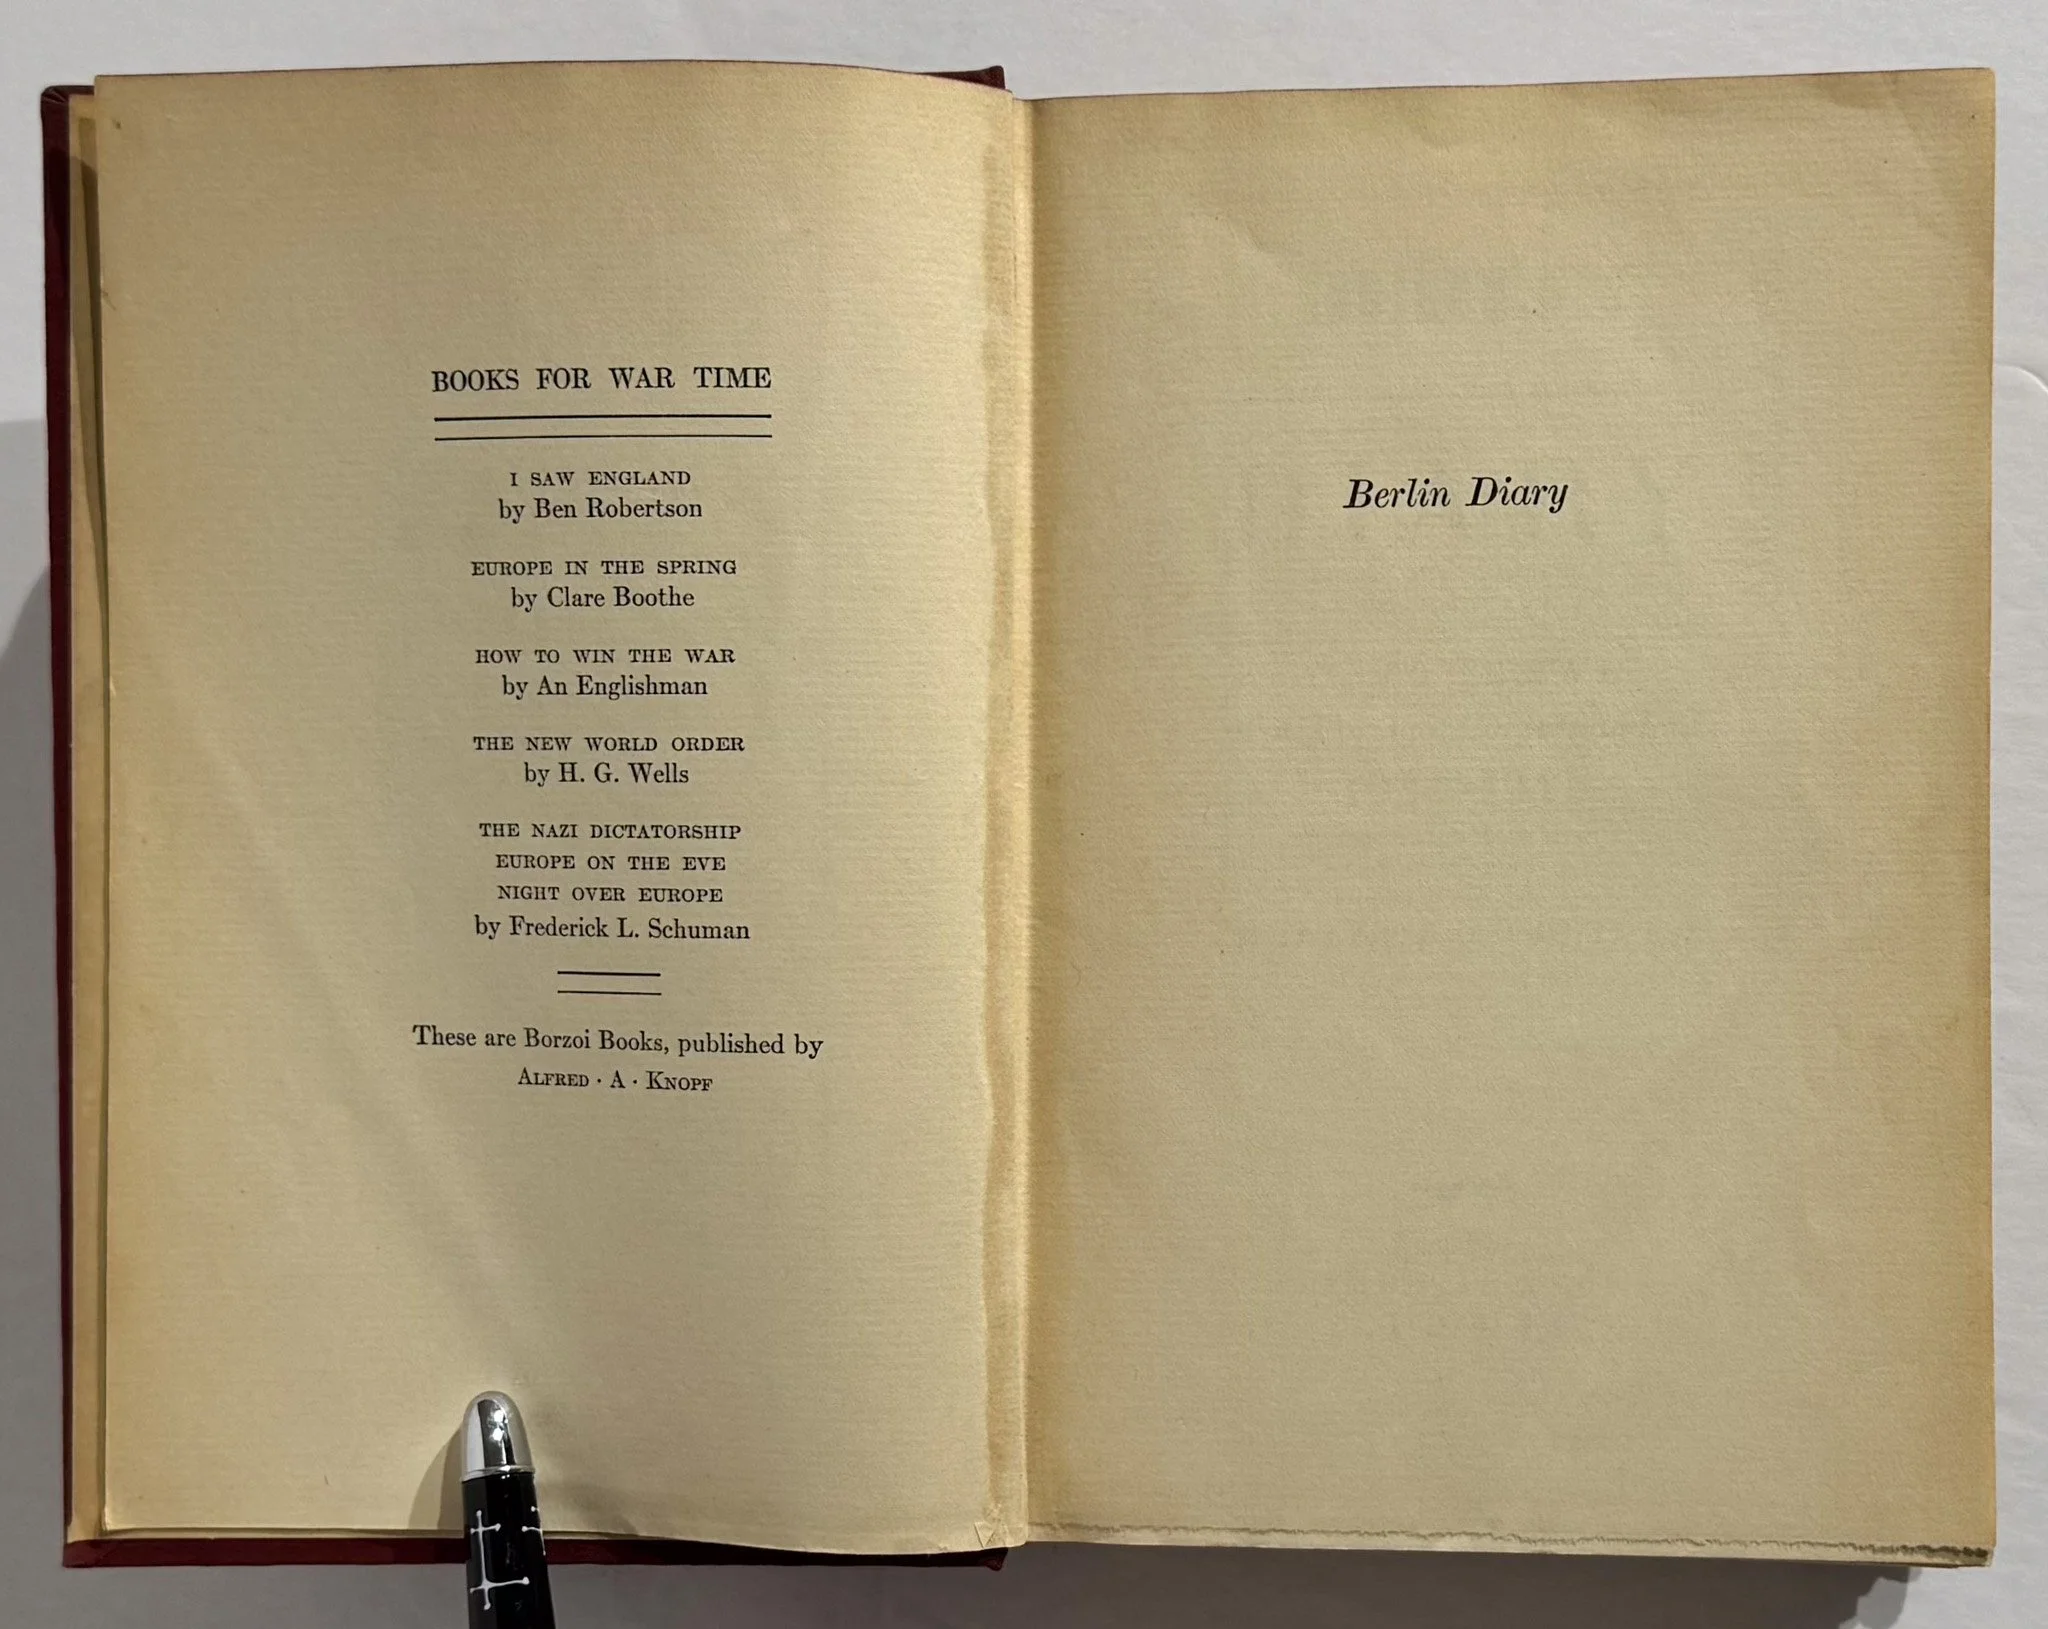 BOOKS FOR WAR TIME
I SAW ENGLAND
by Ben Robertson
EUROPE IN THE SPRING
by Clare Boothe
HOW TO WIN THE WAR
by An Englishman
THE NEW WORLD ORDER
by H. G. Wells
THE NAZI DICTATORSHIP
EUROPE ON THE EVE
NIGHT OVER EUROPE
by Frederick L. Schuman
These are Borzoi Books, published by
ALFRED · A · KNOPF
Berlin Diary